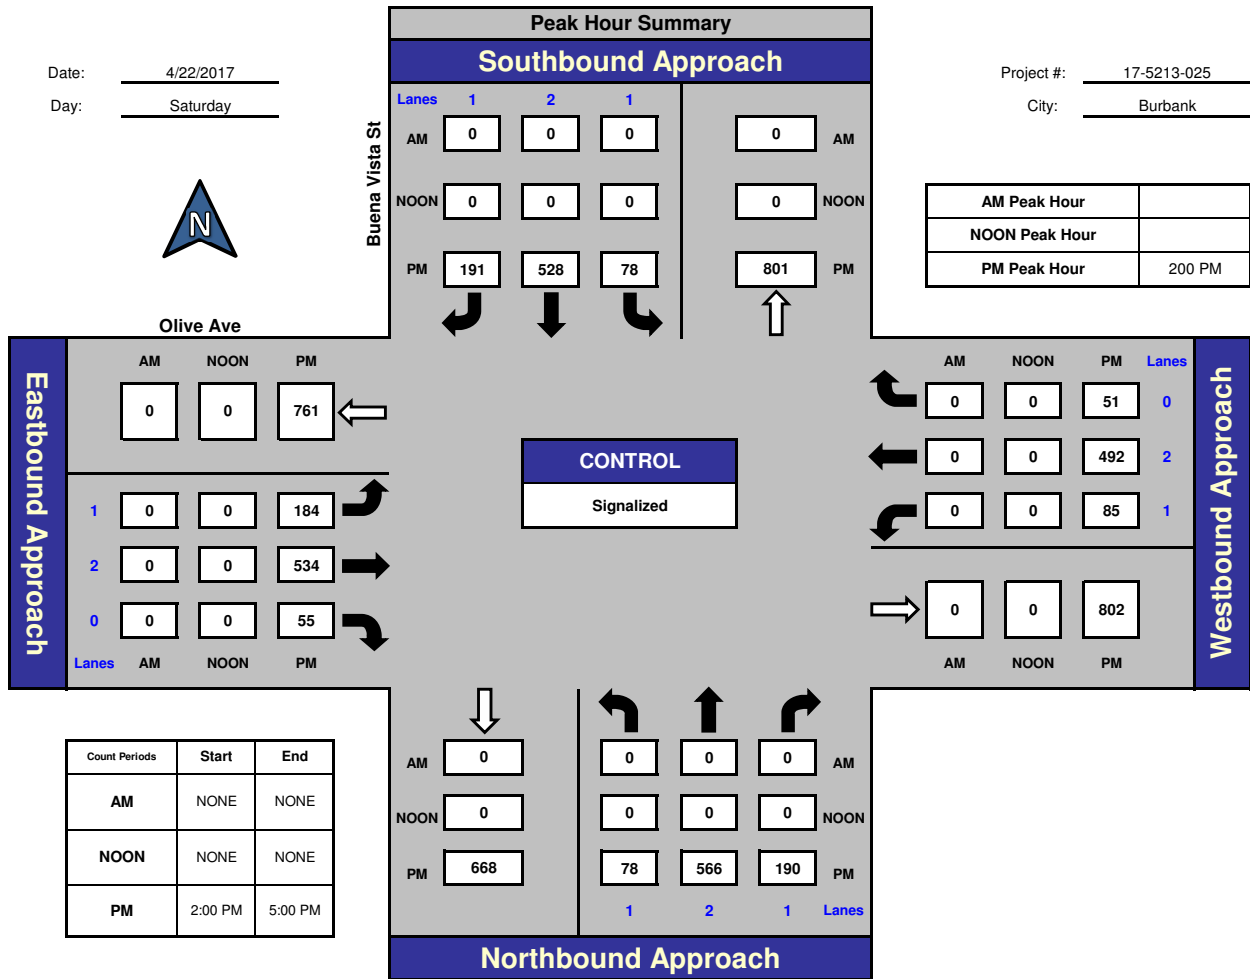 Peak Hour Summary
Southbound Approach
Date: 4/22/2017
Project #: 17-5213-025
Day: Saturday
City: Burbank
Lanes 1 2 1
Buena Vista St
AM 0 0 0 0 AM
NOON 0 0 0 0 NOON
PM 191 528 78 801 PM
N
AM Peak Hour
NOON Peak Hour
PM Peak Hour 200 PM
Olive Ave
Eastbound Approach
AM NOON PM
0 0 761
1 0 0 184
2 0 0 534
0 0 0 55
Lanes AM NOON PM
CONTROL
Signalized
AM NOON PM Lanes
0 0 51 0
0 0 492 2
0 0 85 1
0 0 802
AM NOON PM
Westbound Approach
Count Periods Start End
AM NONE NONE
NOON NONE NONE
PM 2:00 PM 5:00 PM
AM 0 0 0 0 AM
NOON 0 0 0 0 NOON
PM 668 78 566 190 PM
1 2 1 Lanes
Northbound Approach